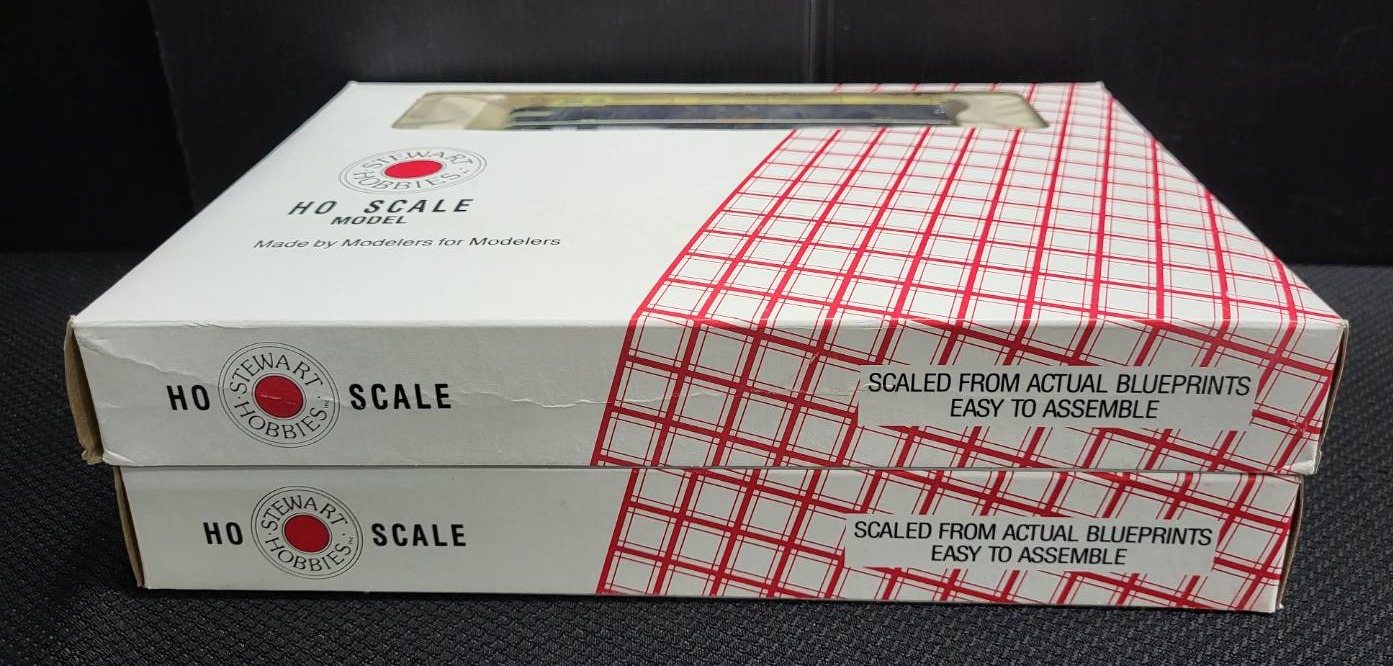 STEWART
HOBBIES
HO SCALE
MODEL
Made by Modelers for Modelers
HO STEWART HOBBIES SCALE
SCALED FROM ACTUAL BLUEPRINTS
EASY TO ASSEMBLE
HO STEWART HOBBIES SCALE
SCALED FROM ACTUAL BLUEPRINTS
EASY TO ASSEMBLE